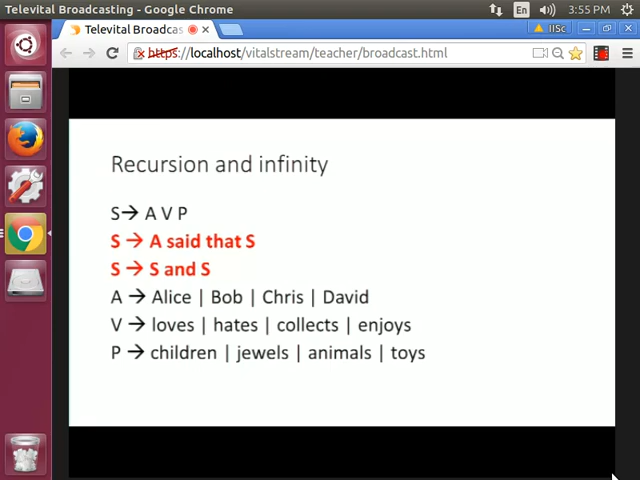 Televital Broadcasting - Google Chrome
En
3:55 PM
Televital Broadcas
IISc
https://localhost/vitalstream/teacher/broadcast.html
Recursion and infinity
S→ A V P
S → A said that S
S → S and S
A → Alice | Bob | Chris | David
V → loves | hates | collects | enjoys
P → children | jewels | animals | toys